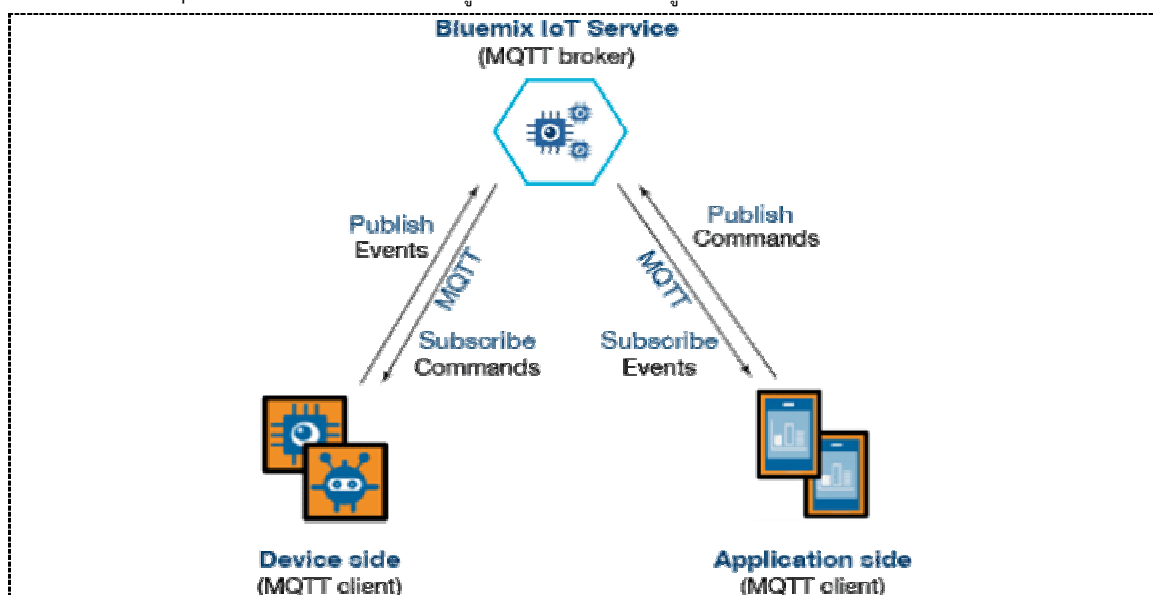 Bluemix IoT Service
(MQTT broker)
Publish
Events
MQTT
Subscribe
Commands
Publish
Commands
MQTT
Subscribe
Events
Device side
(MQTT client)
Application side
(MQTT client)